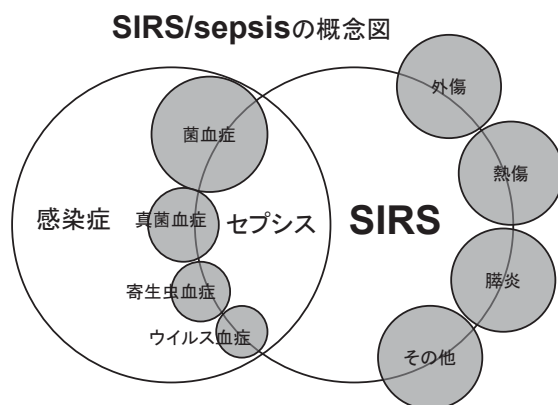 SIRS/sepsisの概念図
外傷
菌血症
熱傷
感染症
真菌血症
セプシス
SIRS
寄生虫血症
膵炎
ウイルス血症
その他